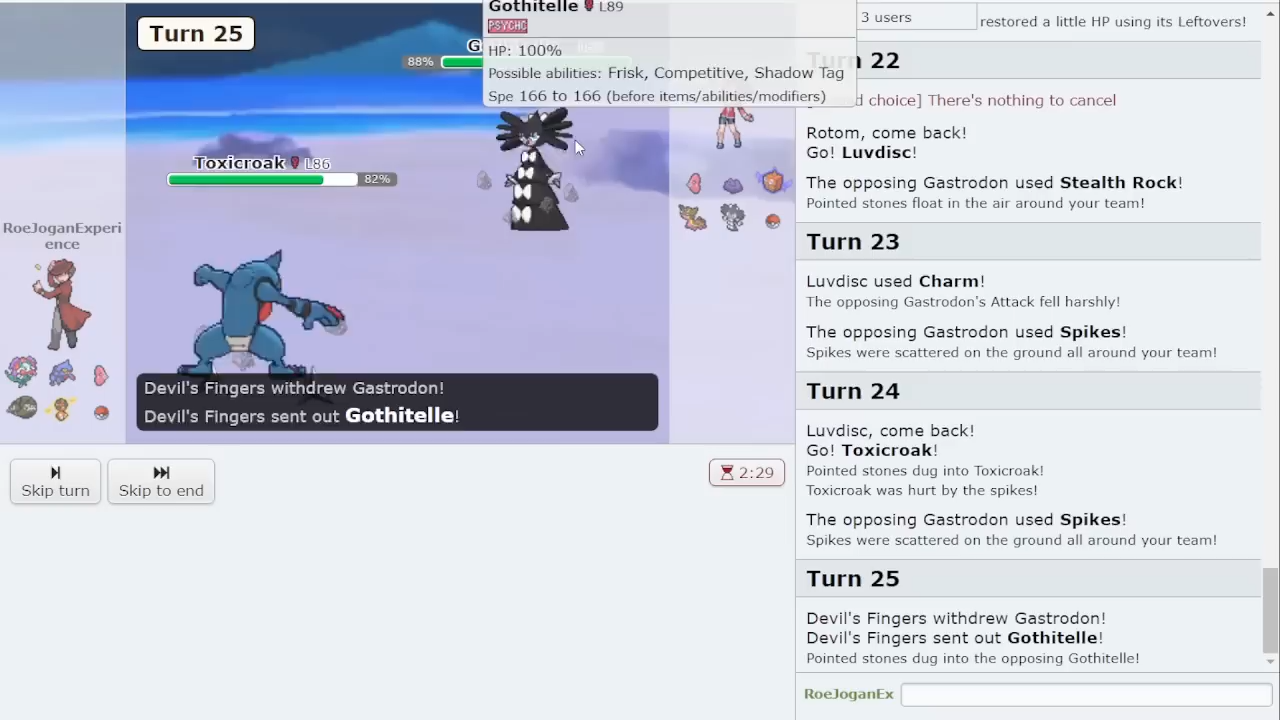 Turn 25
Gothitelle L89
PSYCHC
HP: 100%
Possible abilities: Frisk, Competitive, Shadow Tag
Spe 166 to 166 (before items/abilities/modifiers)
G
88%
Toxicroak L86
82%
RoeJoganExperi
ence
Devil's Fingers withdrew Gastrodon!
Devil's Fingers sent out Gothitelle!
Skip turn
Skip to end
2:29
3 users
restored a little HP using its Leftovers!
22
choice] There's nothing to cancel
Rotom, come back!
Go! Luvdisc!
The opposing Gastrodon used Stealth Rock!
Pointed stones float in the air around your team!
Turn 23
Luvdisc used Charm!
The opposing Gastrodon's Attack fell harshly!
The opposing Gastrodon used Spikes!
Spikes were scattered on the ground all around your team!
Turn 24
Luvdisc, come back!
Go! Toxicroak!
Pointed stones dug into Toxicroak!
Toxicroak was hurt by the spikes!
The opposing Gastrodon used Spikes!
Spikes were scattered on the ground all around your team!
Turn 25
Devil's Fingers withdrew Gastrodon!
Devil's Fingers sent out Gothitelle!
Pointed stones dug into the opposing Gothitelle!
RoeJoganEx